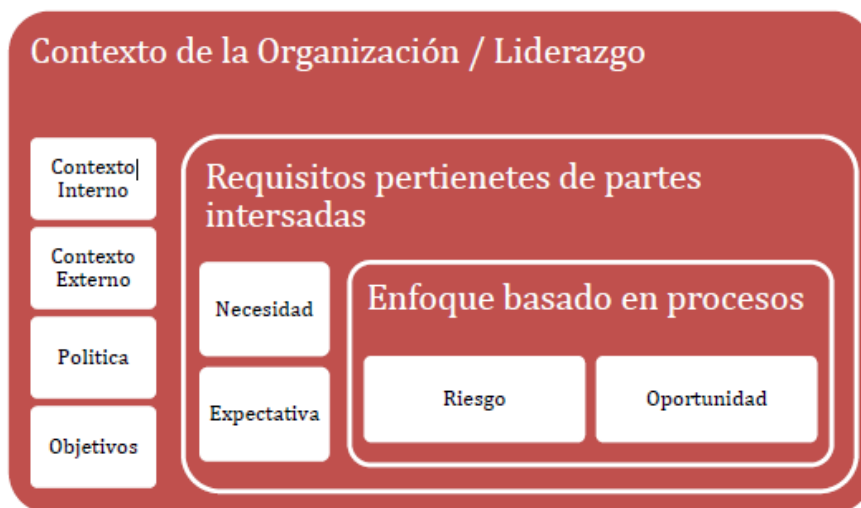 Contexto de la Organización / Liderazgo
Contexto
Interno
Contexto
Externo
Politica
Objetivos
Requisitos pertienetes de partes
intersadas
Necesidad
Expectativa
Enfoque basado en procesos
Riesgo
Oportunidad